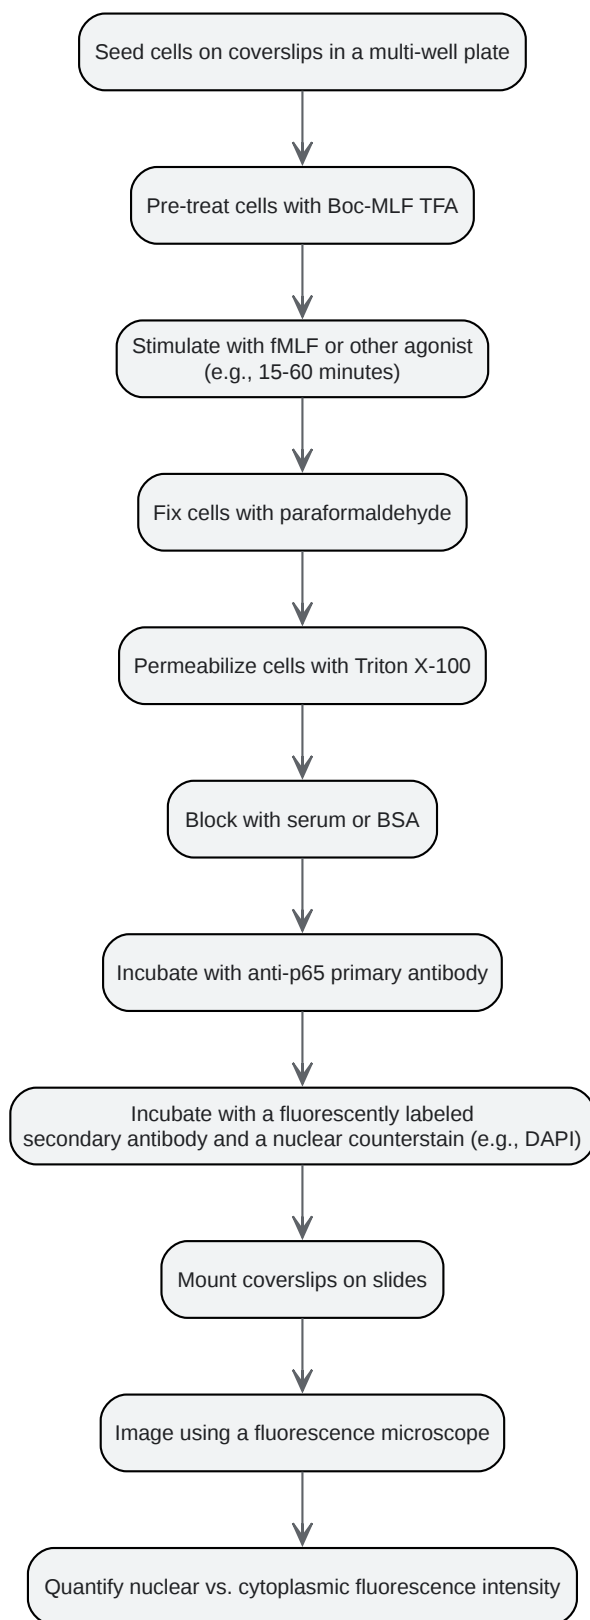 Seed cells on coverslips in a multi-well plate
Pre-treat cells with Boc-MLF TFA
Stimulate with fMLF or other agonist
(e.g., 15-60 minutes)
Fix cells with paraformaldehyde
Permeabilize cells with Triton X-100
Block with serum or BSA
Incubate with anti-p65 primary antibody
Incubate with a fluorescently labeled
secondary antibody and a nuclear counterstain (e.g., DAPI)
Mount coverslips on slides
Image using a fluorescence microscope
Quantify nuclear vs. cytoplasmic fluorescence intensity